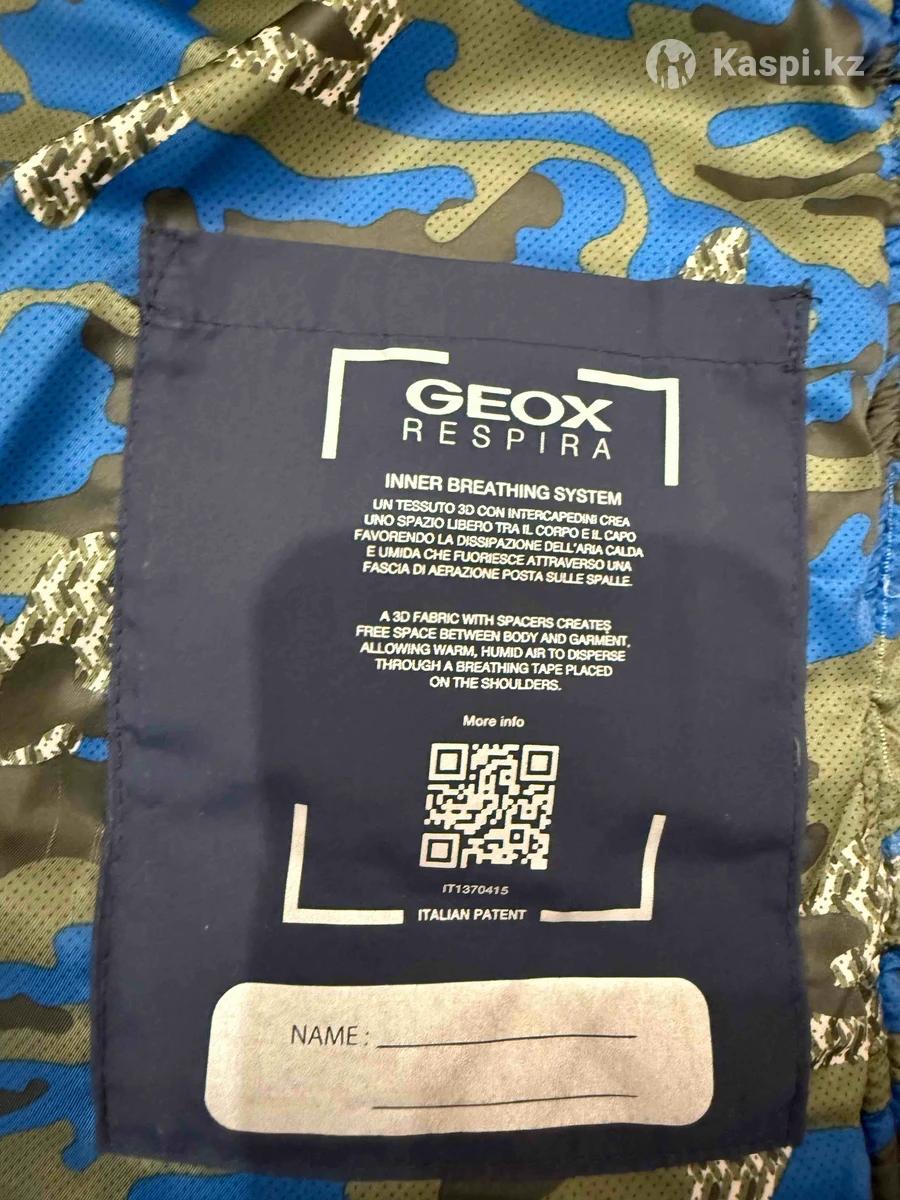 Kaspi.kz
GEOX
RESPIRA
INNER BREATHING SYSTEM
UN TESSUTO 3D CON INTERCAPEDINI CREA
UNO SPAZIO LIBERO TRA IL CORPO E IL CAPO
FAVORENDO LA DISSIPAZIONE DELL'ARIA CALDA
E UMIDA CHE FUORIESCE ATTRAVERSO UNA
FASCIA DI AERAZIONE POSTA SULLE SPALLE.
A 3D FABRIC WITH SPACERS CREATES
FREE SPACE BETWEEN BODY AND GARMENT,
ALLOWING WARM, HUMID AIR TO DISPERSE
THROUGH A BREATHING TAPE PLACED
ON THE SHOULDERS.
More info
IT1370415
ITALIAN PATENT
NAME: